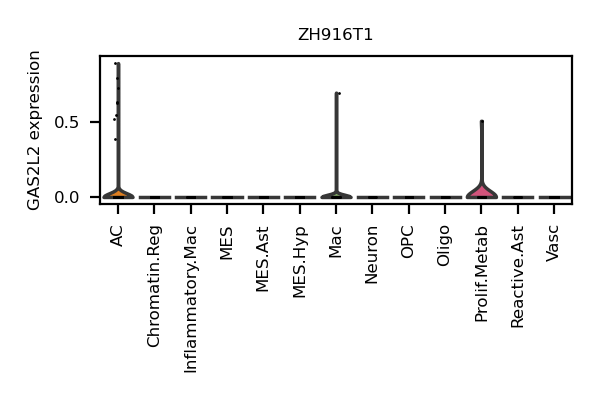 ZH916T1
GAS2L2 expression
0.5
0.0
AC
Chromatin.Reg
Inflammatory.Mac
MES
MES.Ast
MES.Hyp
Mac
Neuron
OPC
Oligo
Prolif.Metab
Reactive.Ast
Vasc